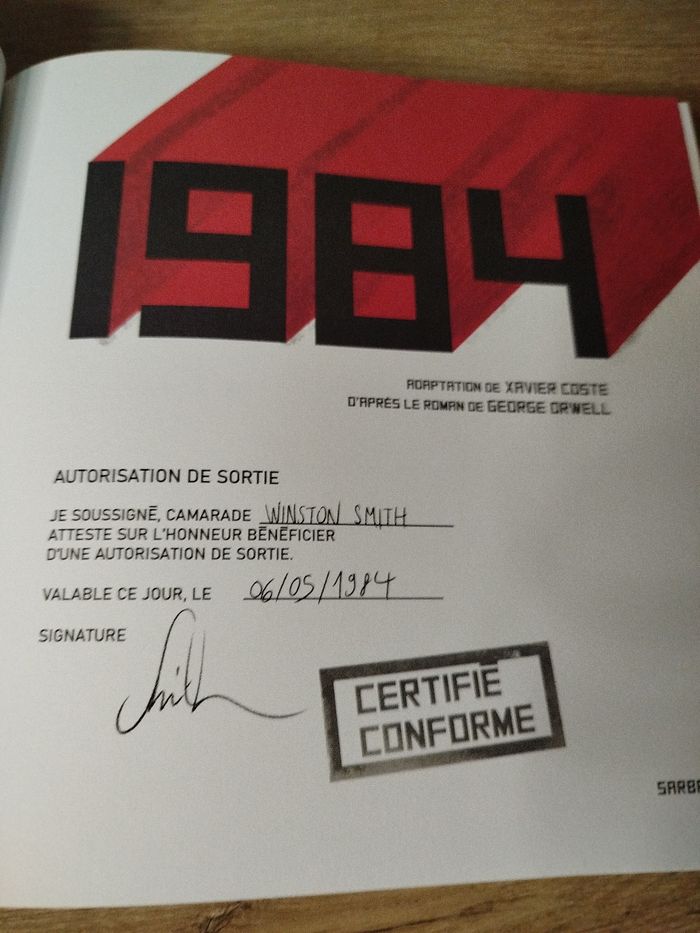 1984
ADAPTATION DE XAVIER COSTE
D'APRÈS LE ROMAN DE GEORGE ORWELL
AUTORISATION DE SORTIE
JE SOUSSIGNÉ, CAMARADE WINSTON SMITH
ATTESTE SUR L'HONNEUR BÉNÉFICIER
D'UNE AUTORISATION DE SORTIE.
VALABLE CE JOUR, LE 06/05/1984
SIGNATURE
Smith
CERTIFIÉ
CONFORME